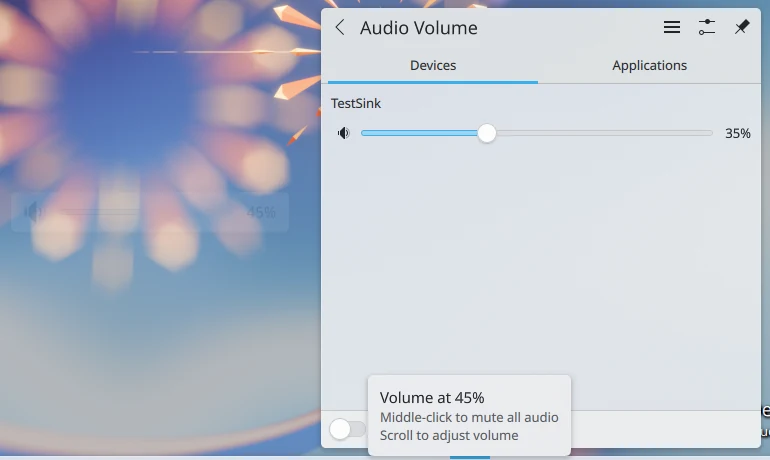 Audio Volume
Devices
Applications
TestSink
35%
45%
Volume at 45%
Middle-click to mute all audio
Scroll to adjust volume